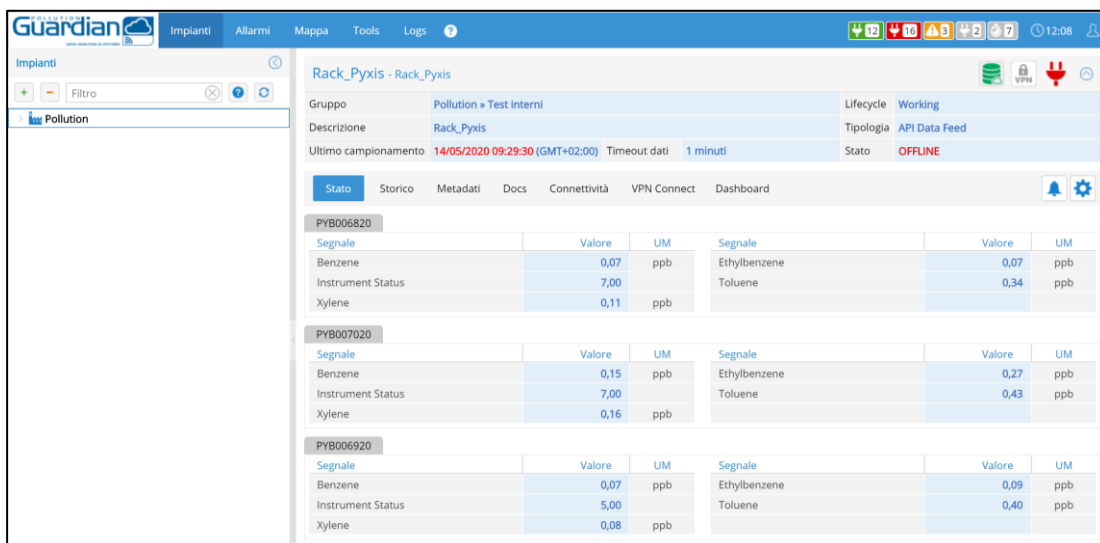 POLLUTION
Guardian
DATA ANALYSIS PLATFORM
Impianti Allarmi Mappa Tools Logs ? 12 16 3 2 7 12:08
Impianti
Filtro
Pollution
Rack_Pyxis - Rack_Pyxis VPN
Gruppo Pollution » Test interni Lifecycle Working
Descrizione Rack_Pyxis Tipologia API Data Feed
Ultimo campionamento 14/05/2020 09:29:30 (GMT+02:00) Timeout dati 1 minuti Stato OFFLINE
Stato Storico Metadati Docs Connettività VPN Connect Dashboard
PYB006820
Segnale Valore UM Segnale Valore UM
Benzene 0,07 ppb Ethylbenzene 0,07 ppb
Instrument Status 7,00 Toluene 0,34 ppb
Xylene 0,11 ppb
PYB007020
Segnale Valore UM Segnale Valore UM
Benzene 0,15 ppb Ethylbenzene 0,27 ppb
Instrument Status 7,00 Toluene 0,43 ppb
Xylene 0,16 ppb
PYB006920
Segnale Valore UM Segnale Valore UM
Benzene 0,07 ppb Ethylbenzene 0,09 ppb
Instrument Status 5,00 Toluene 0,40 ppb
Xylene 0,08 ppb